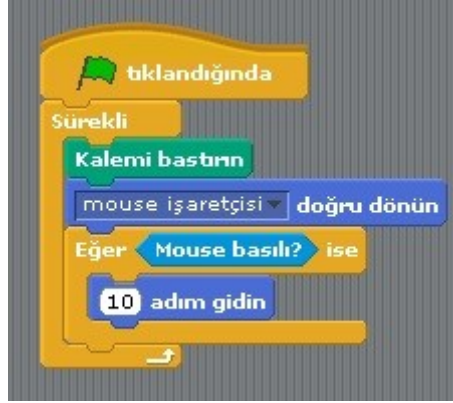 tıklandığında
Sürekli
Kalemi bastırın
mouse işaretçisi doğru dönün
Eğer Mouse basılı? ise
10 adım gidin